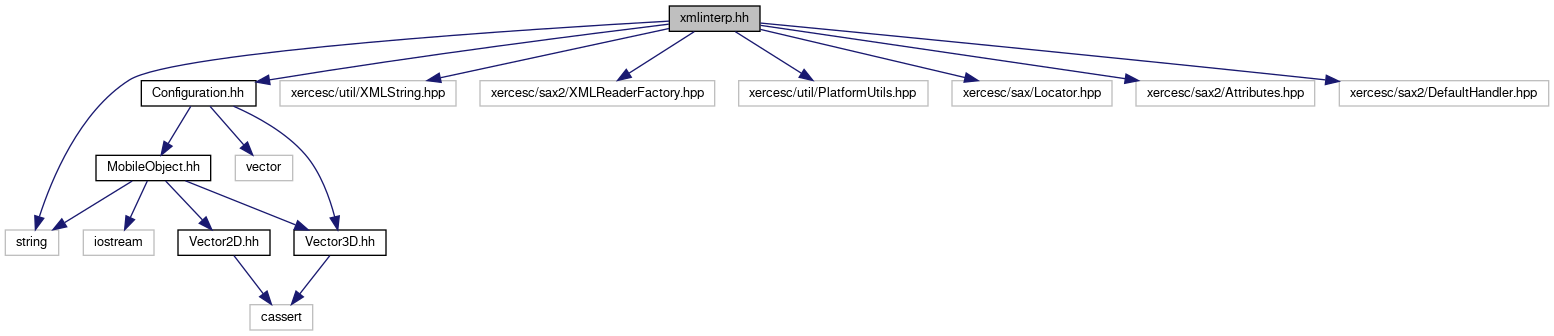 xmlinterp.hh
Configuration.hh
xercesc/util/XMLString.hpp
xercesc/sax2/XMLReaderFactory.hpp
xercesc/util/PlatformUtils.hpp
xercesc/sax/Locator.hpp
xercesc/sax2/Attributes.hpp
xercesc/sax2/DefaultHandler.hpp
MobileObject.hh
vector
string
iostream
Vector2D.hh
Vector3D.hh
cassert